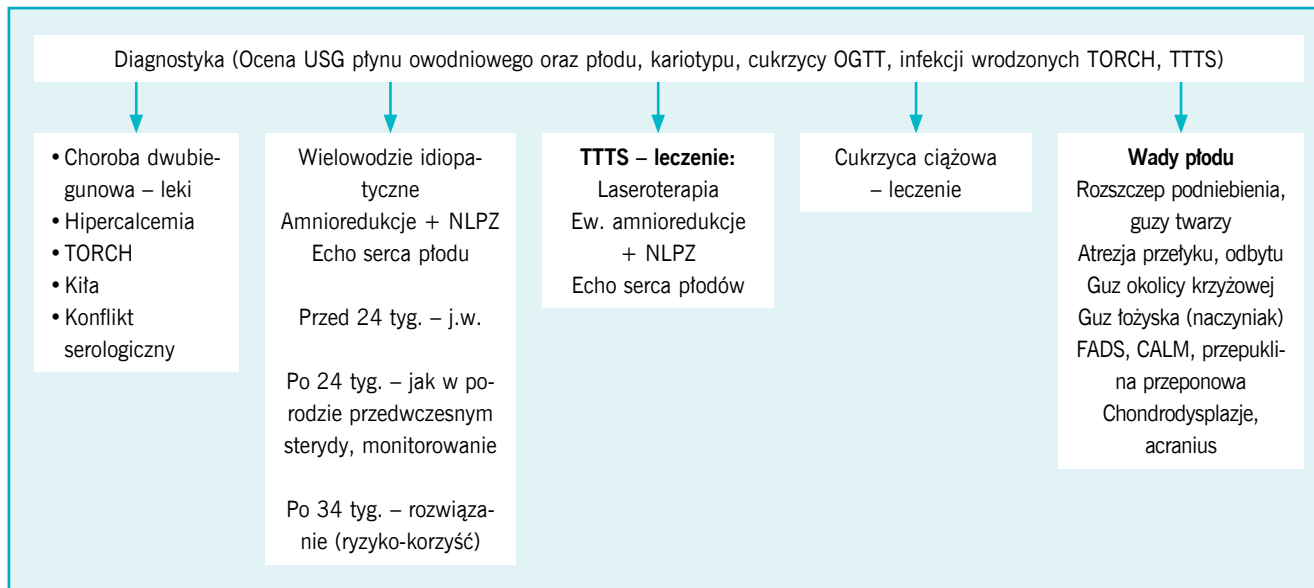 Diagnostyka (Ocena USG płynu owodniowego oraz płodu, kariotypu, cukrzycy OGTT, infekcji wrodzonych TORCH, TTTS)
• Choroba dwubie-
gunowa – leki
• Hipercalcemia
• TORCH
• Kiła
• Konflikt
serologiczny
Wielowodzie idiopa-
tyczne
Amnioredukcje + NLPZ
Echo serca płodu
Przed 24 tyg. – j.w.
Po 24 tyg. – jak w po-
rodzie przedwczesnym
sterydy, monitorowanie
Po 34 tyg. – rozwiąza-
nie (ryzyko-korzyść)
TTTS – leczenie:
Laseroterapia
Ew. amnioredukcje
+ NLPZ
Echo serca płodów
Cukrzyca ciążowa
– leczenie
Wady płodu
Rozszczep podniebienia,
guzy twarzy
Atrezja przełyku, odbytu
Guz okolicy krzyżowej
Guz łożyska (naczyniak)
FADS, CALM, przepukli-
na przeponowa
Chondrodysplazje,
acranius